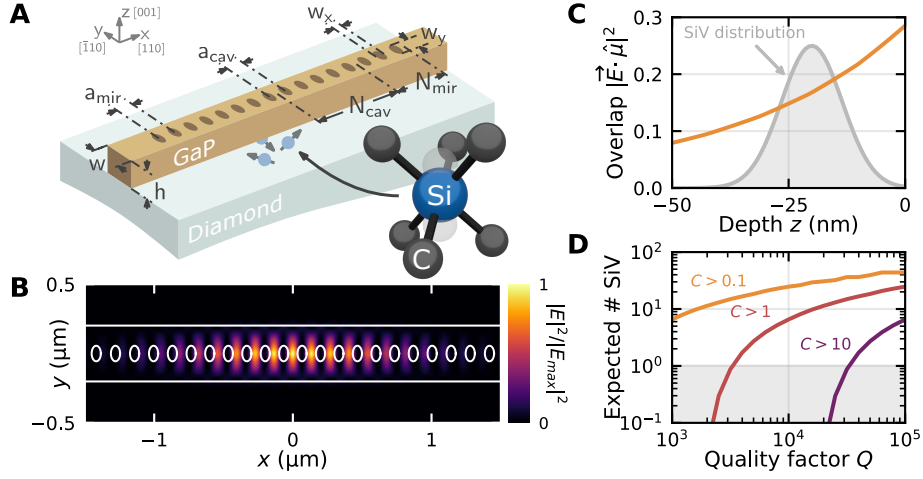 A
z [001]
y
[1̄10]
x
[110]
a_mir
a_cav
w_x
w_y
N_cav
N_mir
w
h
GaP
Diamond
Si
C
B
0.5
y (μm)
−0.5
−1
0
1
x (μm)
1
0
|E|²/|E_max|²
C
Overlap |E⃗ · μ̂|²
0.3
0.2
0.1
0.0
SiV distribution
−50
−25
0
Depth z (nm)
D
Expected # SiV
10²
10¹
10⁰
10⁻¹
C > 0.1
C > 1
C > 10
10³
10⁴
10⁵
Quality factor Q